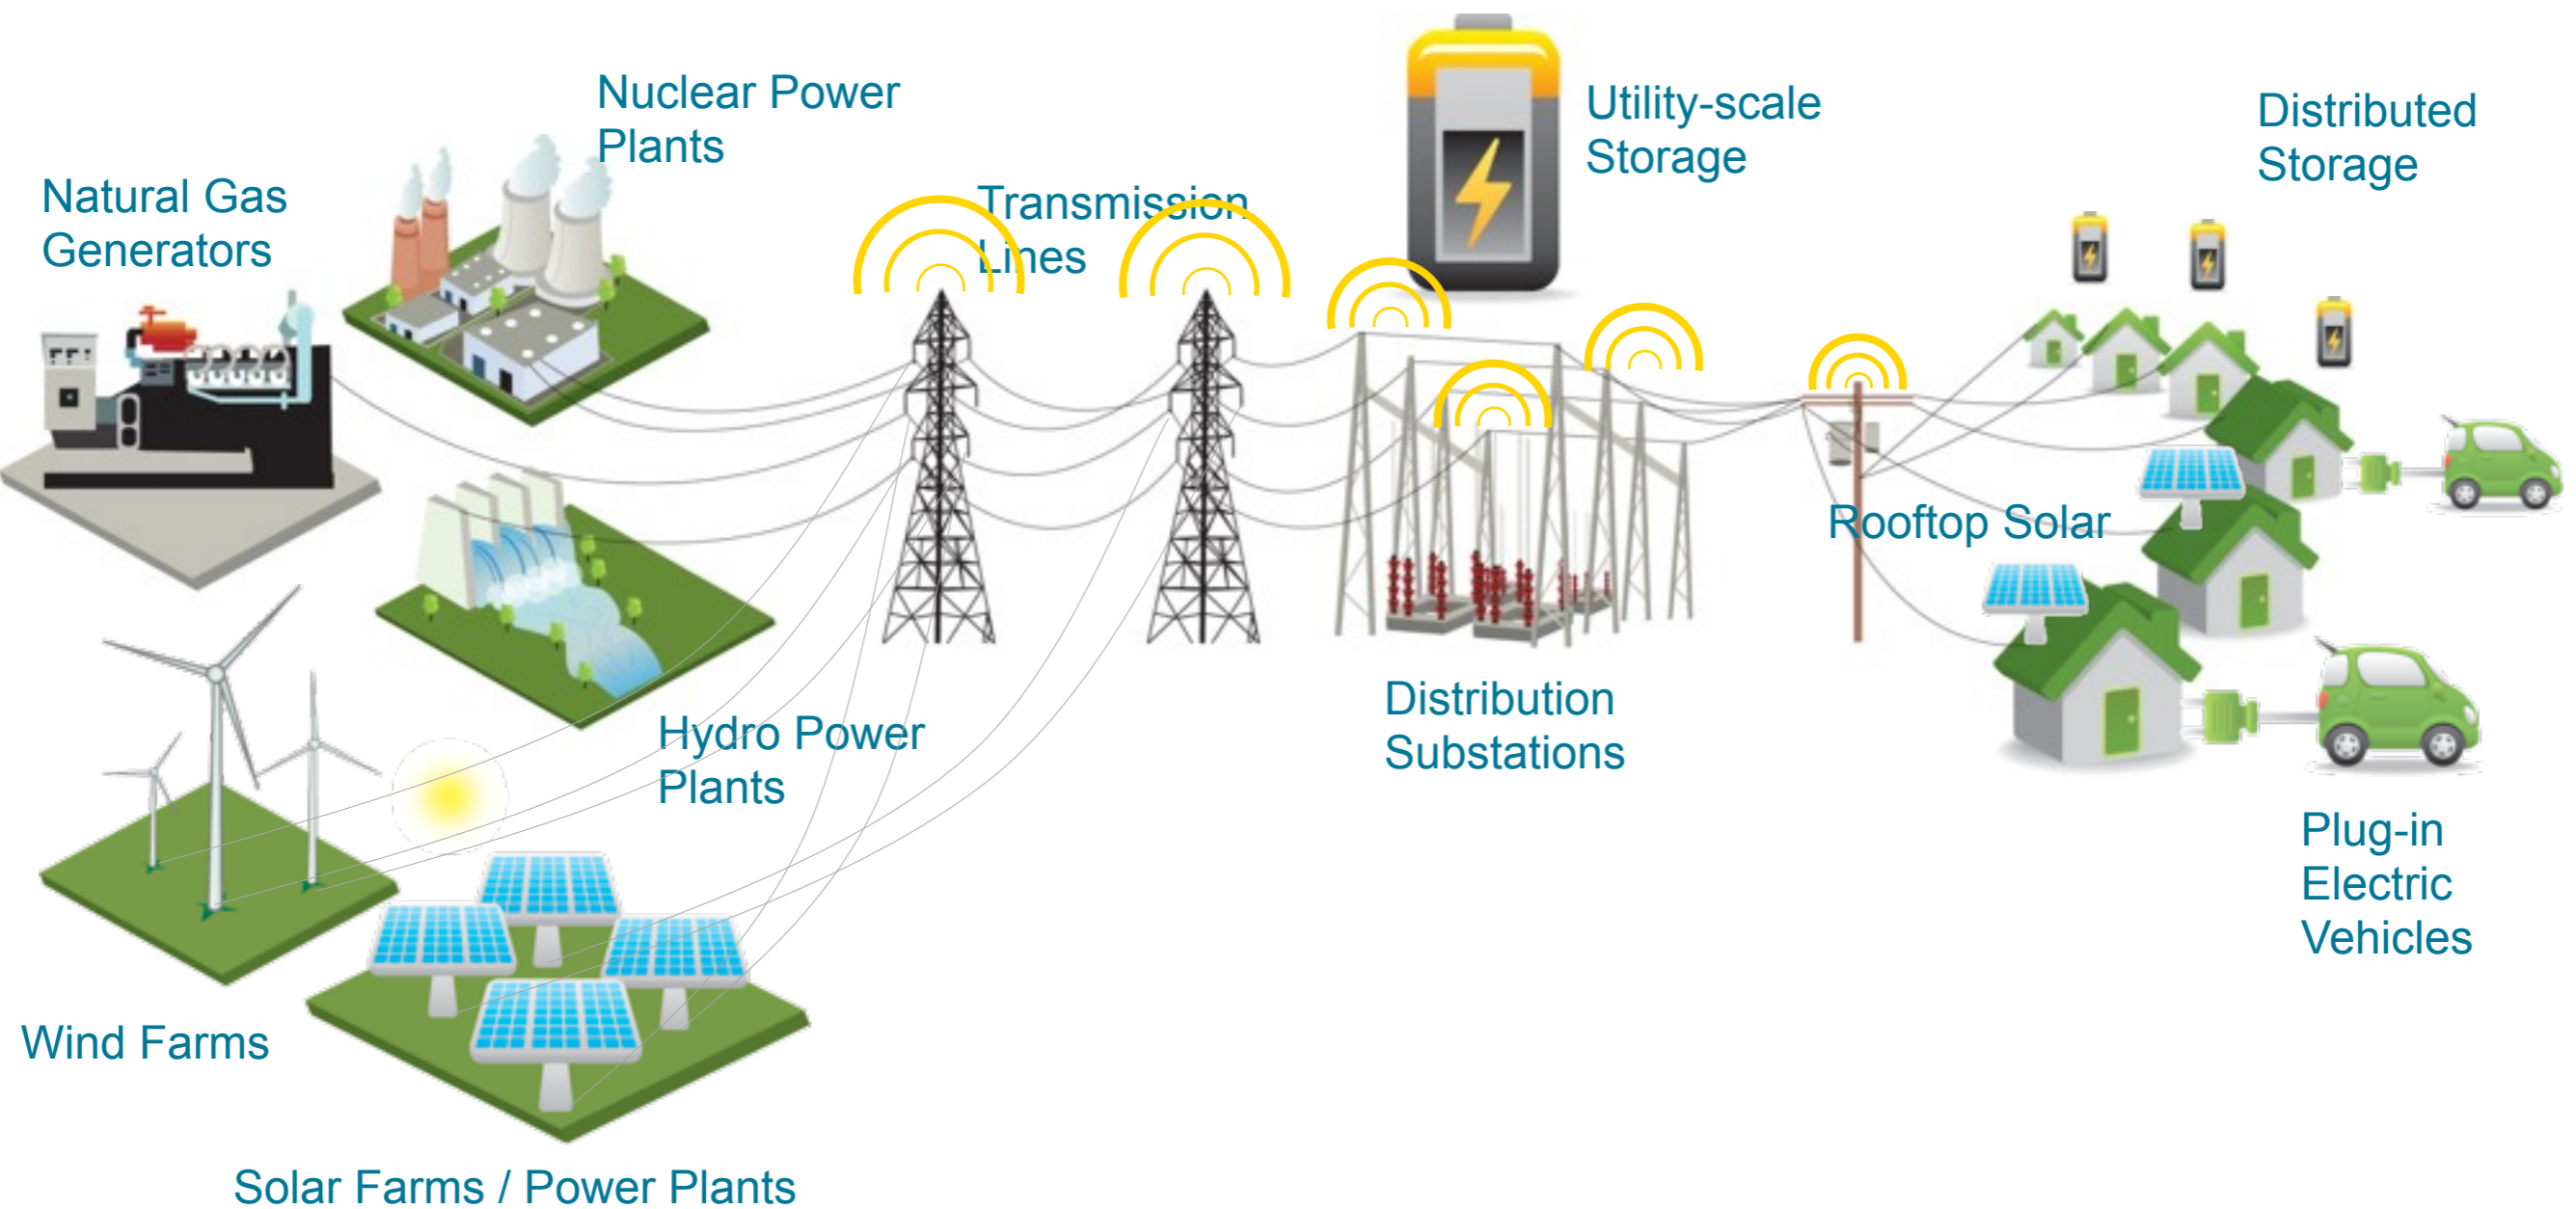 Nuclear Power
Plants
Natural Gas
Generators
Transmission
Lines
Utility-scale
Storage
Distributed
Storage
Rooftop Solar
Hydro Power
Plants
Distribution
Substations
Plug-in
Electric
Vehicles
Wind Farms
Solar Farms / Power Plants